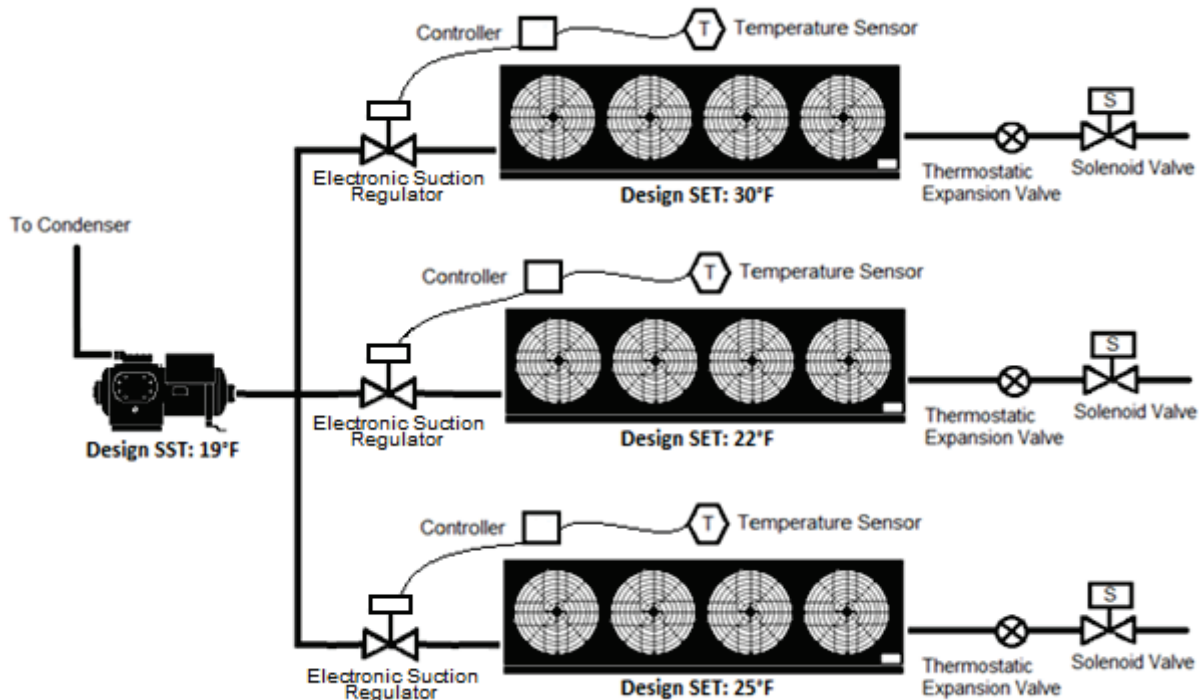 Controller
T
Temperature Sensor
S
Electronic Suction
Regulator
Thermostatic
Expansion Valve
Solenoid Valve
Design SET: 30°F
To Condenser
Controller
T
Temperature Sensor
S
Design SST: 19°F
Electronic Suction
Regulator
Thermostatic
Expansion Valve
Solenoid Valve
Design SET: 22°F
Controller
T
Temperature Sensor
S
Electronic Suction
Regulator
Thermostatic
Expansion Valve
Solenoid Valve
Design SET: 25°F